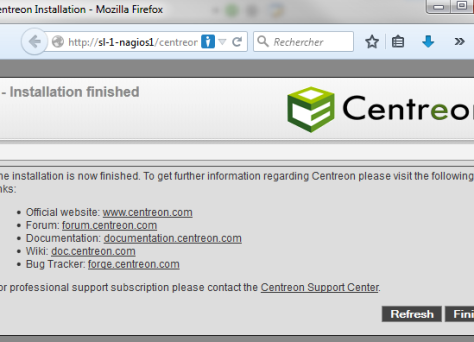 entreon Installation - Mozilla Firefox
http://sl-1-nagios1/centreor
Rechercher
- Installation finished
Centreon
he installation is now finished. To get further information regarding Centreon please visit the following
nks:
• Official website: www.centreon.com
• Forum: forum.centreon.com
• Documentation: documentation.centreon.com
• Wiki: doc.centreon.com
• Bug Tracker: forge.centreon.com
or professional support subscription please contact the Centreon Support Center.
Refresh
Fini